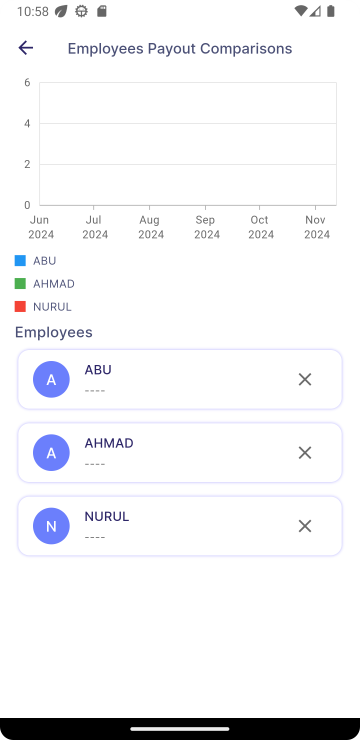 10:58
Employees Payout Comparisons
6
4
2
0
Jun Jul Aug Sep Oct Nov
2024 2024 2024 2024 2024 2024
ABU
AHMAD
NURUL
Employees
A ABU
----
A AHMAD
----
N NURUL
----